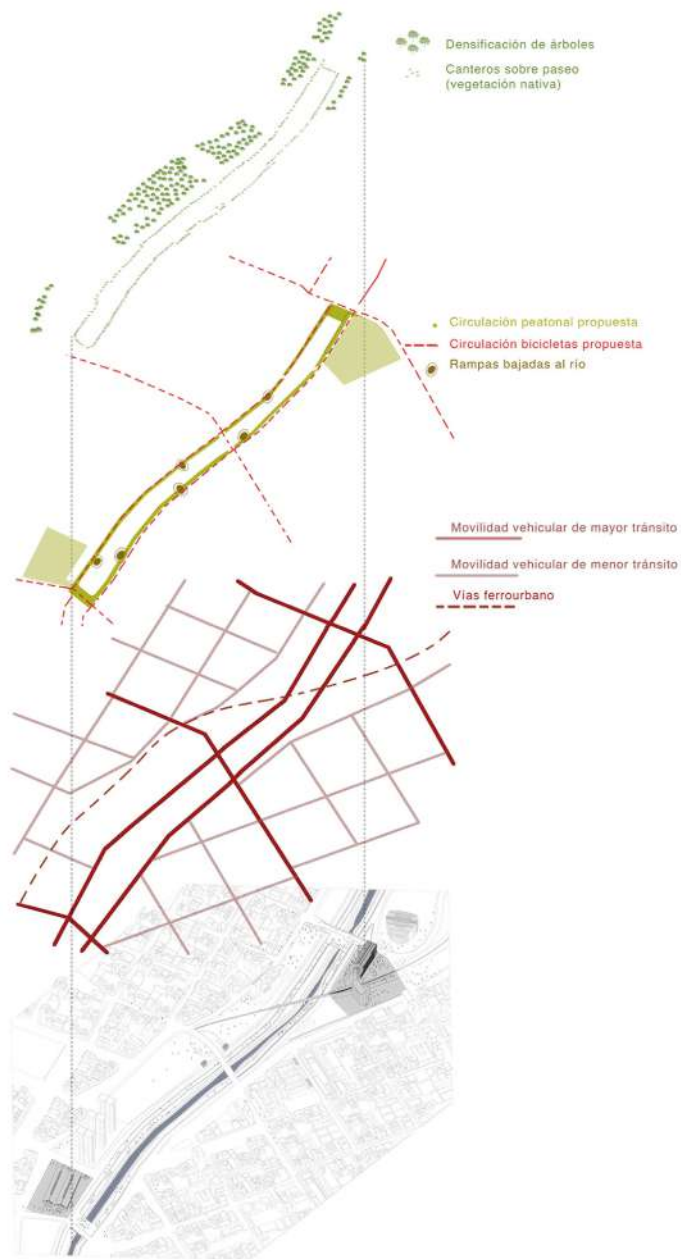 Densificación de árboles
Canteros sobre paseo
(vegetación nativa)
Circulación peatonal propuesta
Circulación bicicletas propuesta
Rampas bajadas al río
Movilidad vehicular de mayor tránsito
Movilidad vehicular de menor tránsito
Vías ferrourbano